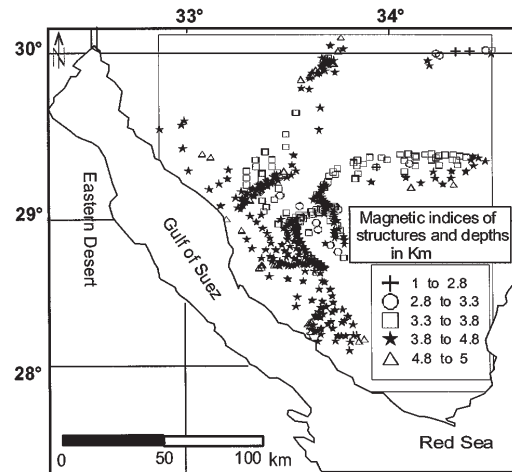 33° 34°
30°
N
29°
28°
Eastern Desert
Gulf of Suez
Magnetic indices of
structures and depths
in Km
1 to 2.8
2.8 to 3.3
3.3 to 3.8
3.8 to 4.8
4.8 to 5
Red Sea
0 50 100
km